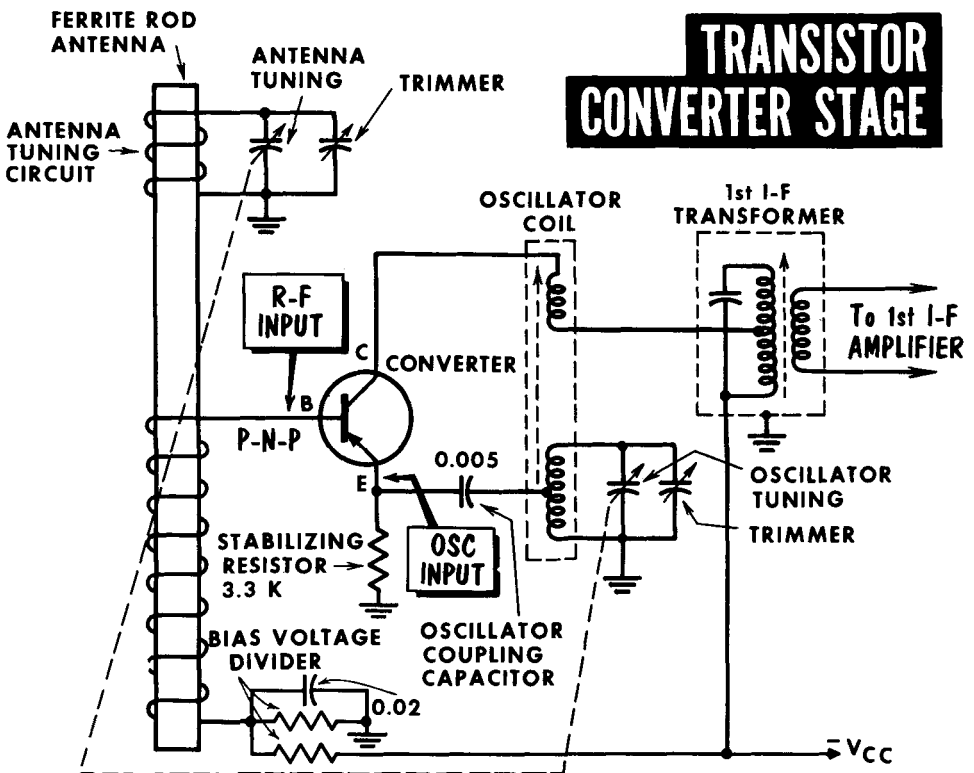 FERRITE ROD
ANTENNA
ANTENNA
TUNING
TRIMMER
TRANSISTOR
CONVERTER STAGE
ANTENNA
TUNING
CIRCUIT
OSCILLATOR
COIL
1st I-F
TRANSFORMER
R-F
INPUT
To 1st I-F
AMPLIFIER
C
CONVERTER
B
P-N-P
E
0.005
OSCILLATOR
TUNING
TRIMMER
STABILIZING
RESISTOR
3.3 K
OSC
INPUT
OSCILLATOR
COUPLING
CAPACITOR
BIAS VOLTAGE
DIVIDER
0.02
-VCC